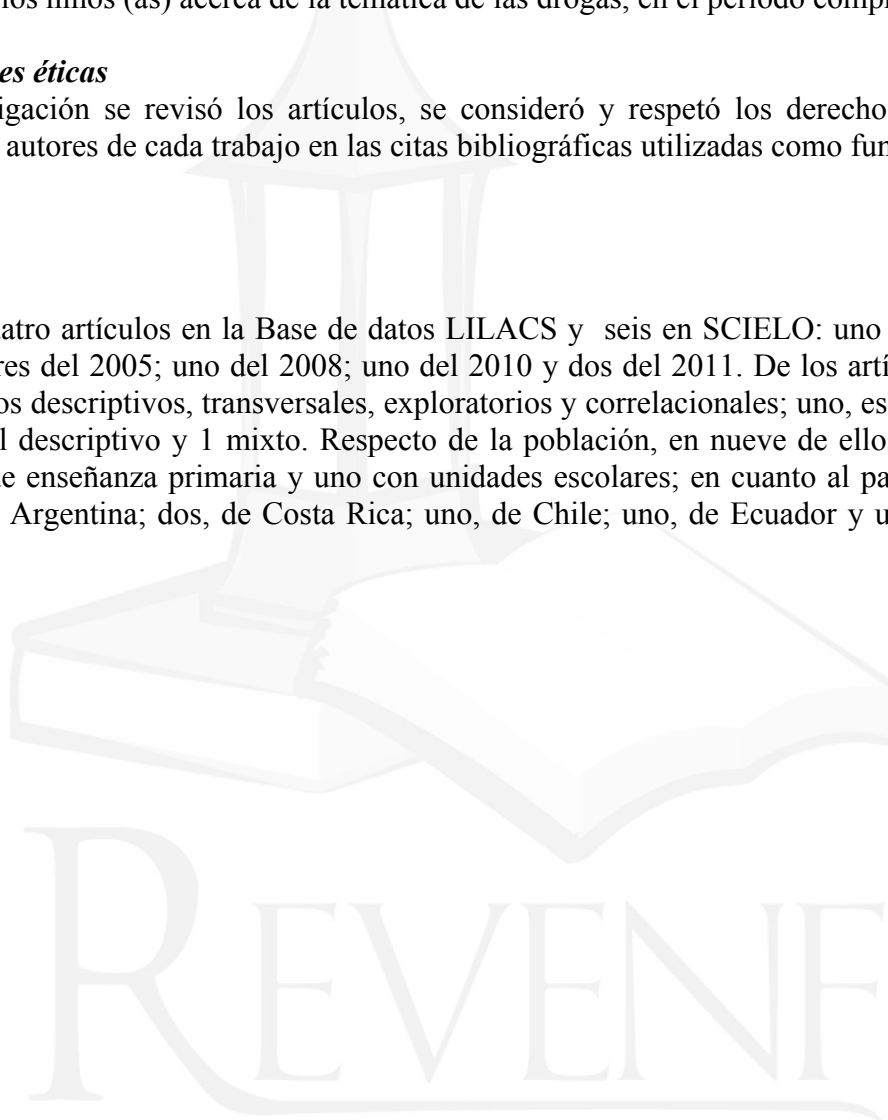 los niños (as) acerca de la temática de las drogas, en el periodo
es éticas
igación se revisó los artículos, se consideró y respetó los derecho
autores de cada trabajo en las citas bibliográficas utilizadas como fun
atro artículos en la Base de datos LILACS y seis en SCIELO: uno
res del 2005; uno del 2008; uno del 2010 y dos del 2011. De los artí
os descriptivos, transversales, exploratorios y correlacionales; uno, es
l descriptivo y 1 mixto. Respecto de la población, en nueve de ello
de enseñanza primaria y uno con unidades escolares; en cuanto al pa
Argentina; dos, de Costa Rica; uno, de Chile; uno, de Ecuador y u
REVENF